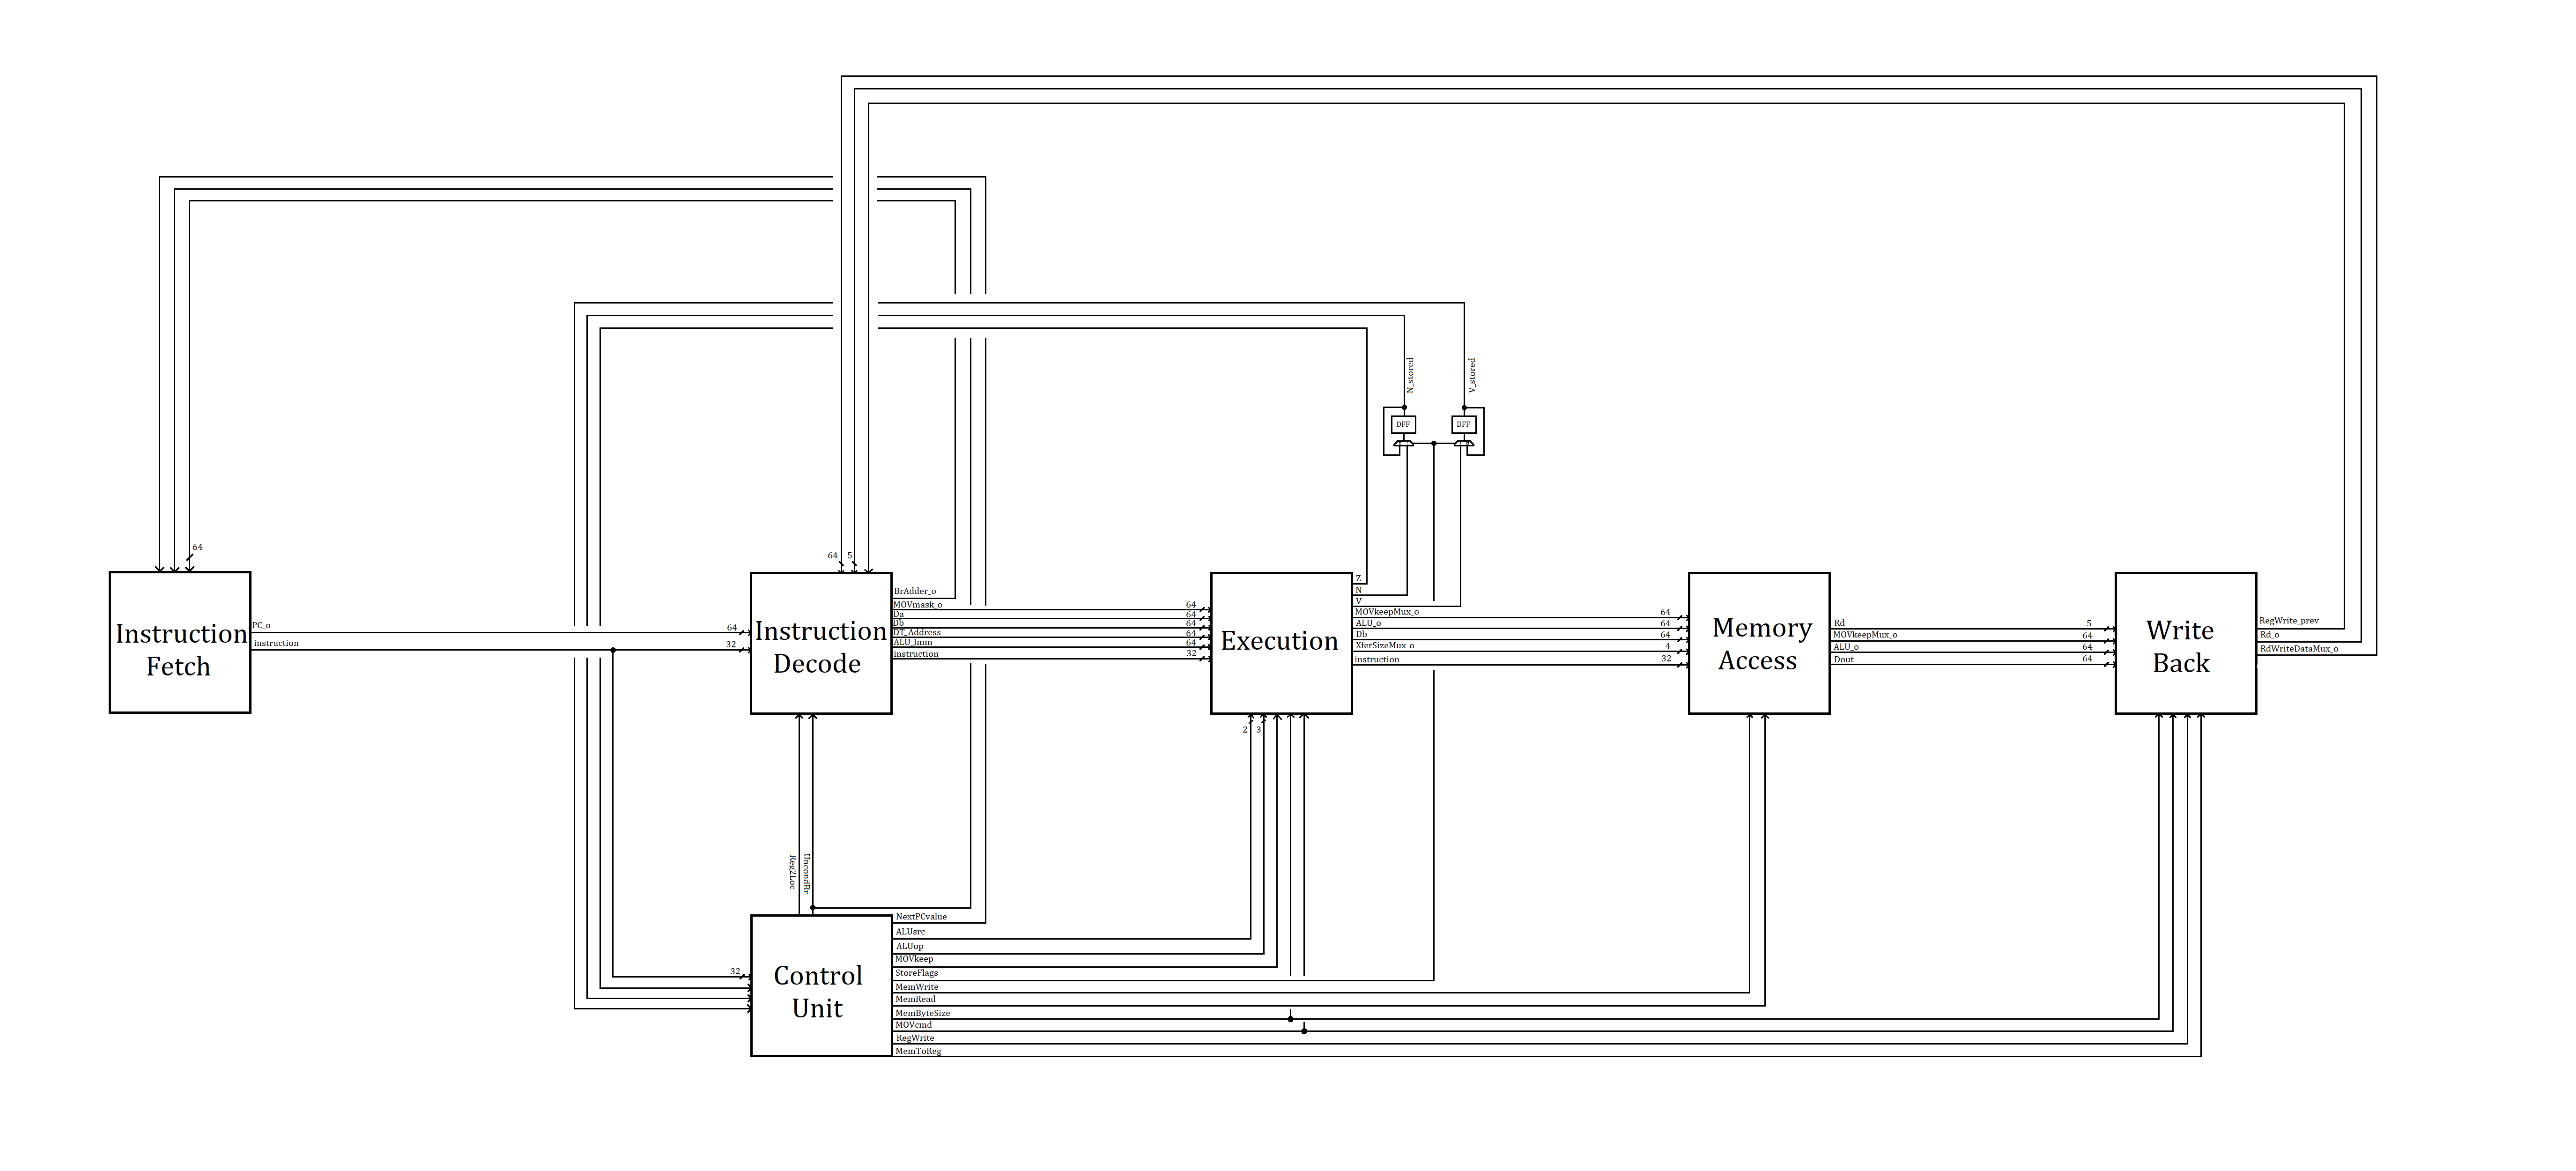 N_stored
V_stored
DFF
DFF
64
64
5
Instruction
Fetch
PC_o
64
instruction
32
Instruction
Decode
BrAdder_o
MOVmask_o
64
Da
64
Db
64
DT_Address
64
ALU_Imm
64
instruction
32
Execution
2
3
Z
N
V
MOVkeepMux_o
64
ALU_o
64
Db
64
XferSizeMux_o
4
instruction
32
Memory
Access
Rd
5
MOVkeepMux_o
64
ALU_o
64
Dout
64
Write
Back
RegWrite_prev
Rd_o
RdWriteDataMux_o
Reg2Loc
UncondBr
32
Control
Unit
NextPCvalue
ALUsrc
ALUop
MOVkeep
StoreFlags
MemWrite
MemRead
MemByteSize
MOVcmd
RegWrite
MemToReg